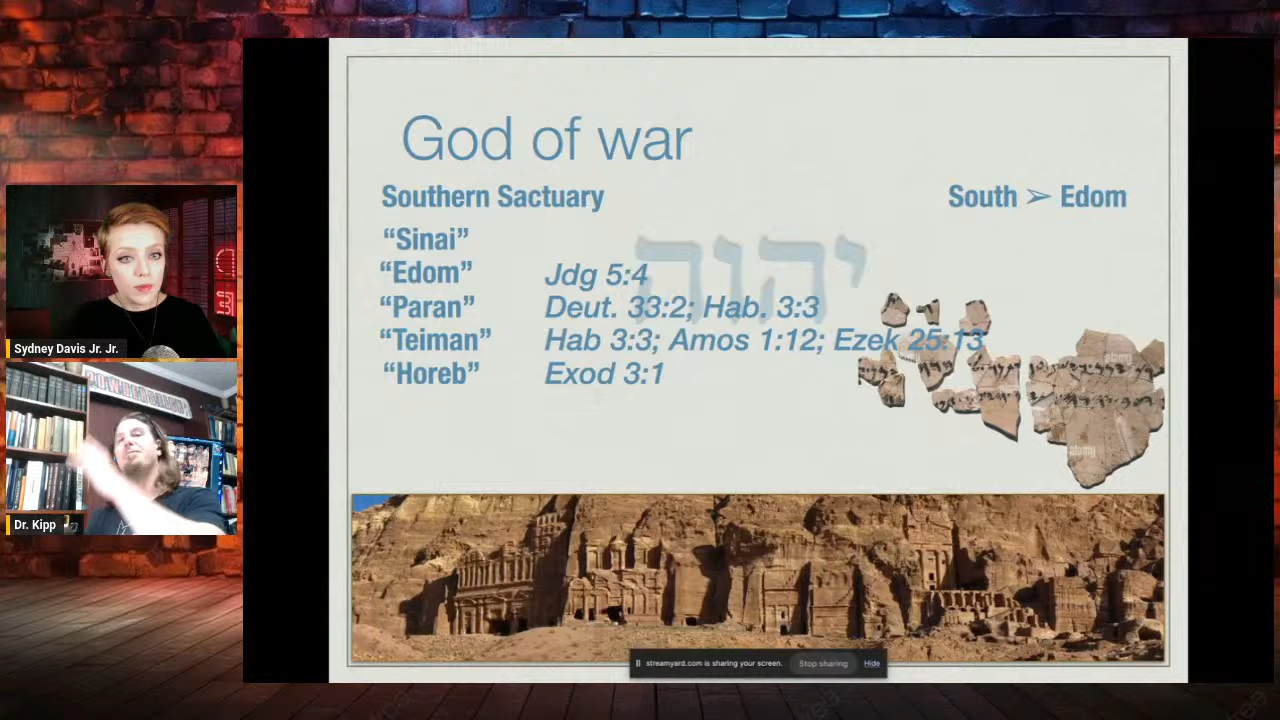 God of war
Southern Sactuary
South ➢ Edom
יהוה
“Sinai”
“Edom” Jdg 5:4
“Paran” Deut. 33:2; Hab. 3:3
“Teiman” Hab 3:3; Amos 1:12; Ezek 25:13
“Horeb” Exod 3:1
alamy
alamy
Sydney Davis Jr. Jr.
Dr. Kipp
streamyard.com is sharing your screen.
Stop sharing
Hide